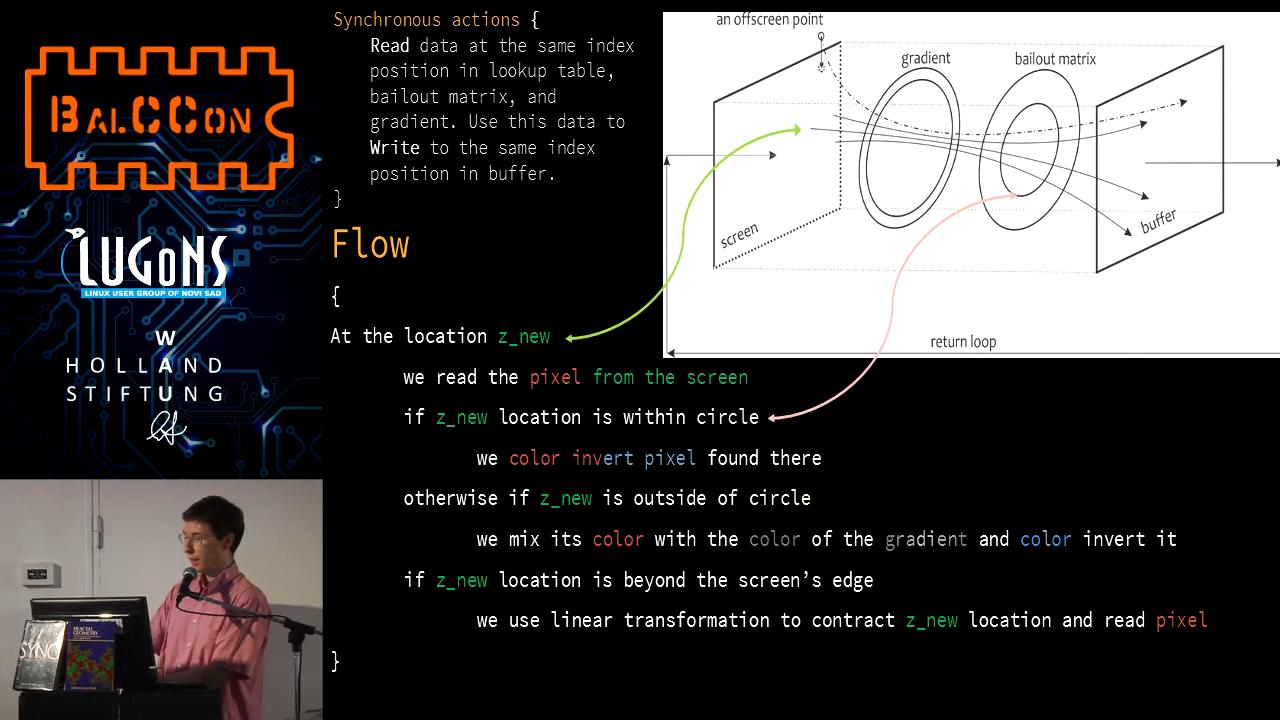 BALCCON
LUGONS
LINUX USER GROUP OF NOVI SAD
W
HOLLAND
STIFTUNG
Synchronous actions {
Read data at the same index
position in lookup table,
bailout matrix, and
gradient. Use this data to
Write to the same index
position in buffer.
}
an offscreen point
gradient
bailout matrix
screen
buffer
return loop
Flow
{
At the location z_new
we read the pixel from the screen
if z_new location is within circle
we color invert pixel found there
otherwise if z_new is outside of circle
we mix its color with the color of the gradient and color invert it
if z_new location is beyond the screen's edge
we use linear transformation to contract z_new location and read pixel
}
SYNC
FRACTAL
GEOMETRY